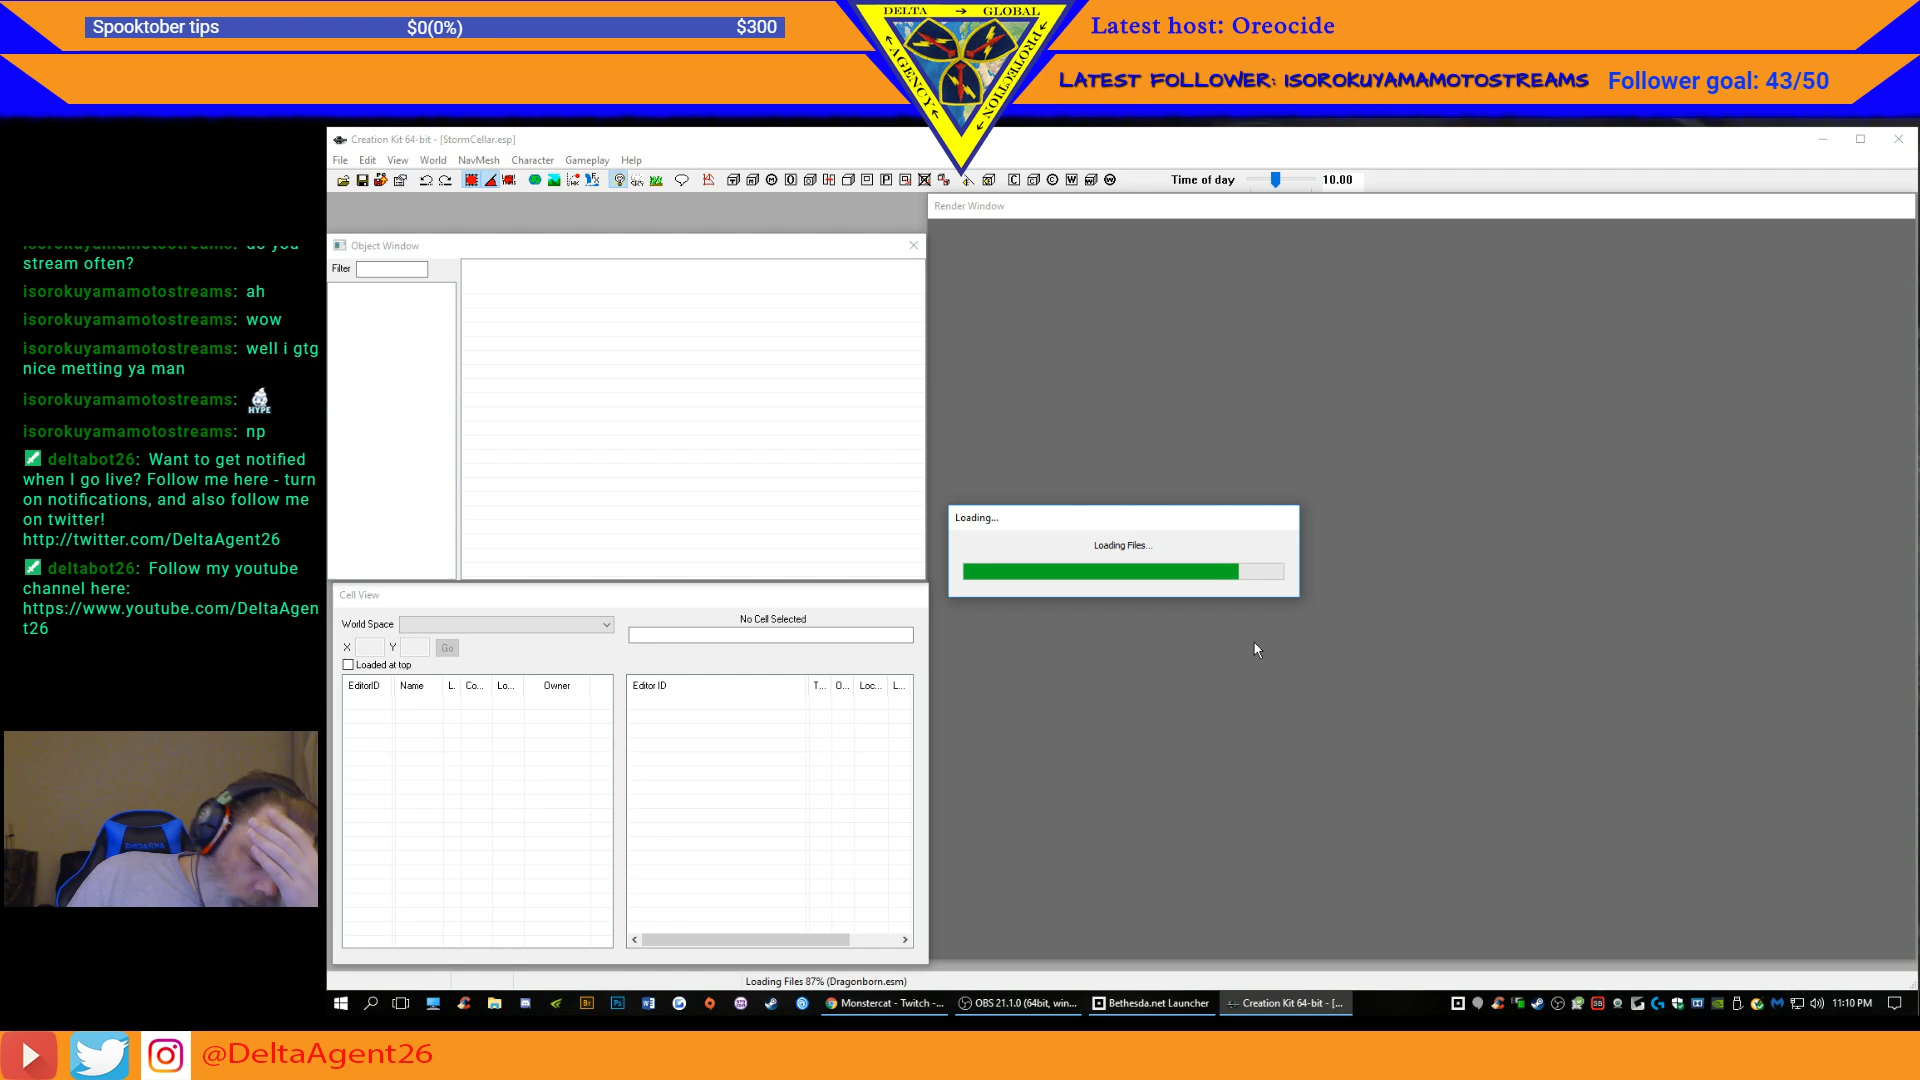 Spooktober tips $0(0%) $300
DELTA → GLOBAL
PROTECTION
AGENCY
Latest host: Oreocide
LATEST FOLLOWER: ISOROKUYAMAMOTOSTREAMS Follower goal: 43/50
Creation Kit 64-bit - [StormCellar.esp]
File Edit View World NavMesh Character Gameplay Help
Time of day 10.00
Render Window
Object Window
Filter
isorokuyamamotostreams: do you
stream often?
isorokuyamamotostreams: ah
isorokuyamamotostreams: wow
isorokuyamamotostreams: well i gtg
nice metting ya man
isorokuyamamotostreams: HYPE
isorokuyamamotostreams: np
deltabot26: Want to get notified
when I go live? Follow me here - turn
on notifications, and also follow me
on twitter!
http://twitter.com/DeltaAgent26
deltabot26: Follow my youtube
channel here:
https://www.youtube.com/DeltaAgen
t26
Loading...
Loading Files...
Cell View
World Space
No Cell Selected
X Y Go
Loaded at top
EditorID Name L. Co... Lo... Owner
Editor ID T... O... Loc... L...
Loading Files 87% (Dragonborn.esm)
Monstercat - Twitch -... OBS 21.1.0 (64bit, win... Bethesda.net Launcher Creation Kit 64-bit - [... 11:10 PM
@DeltaAgent26